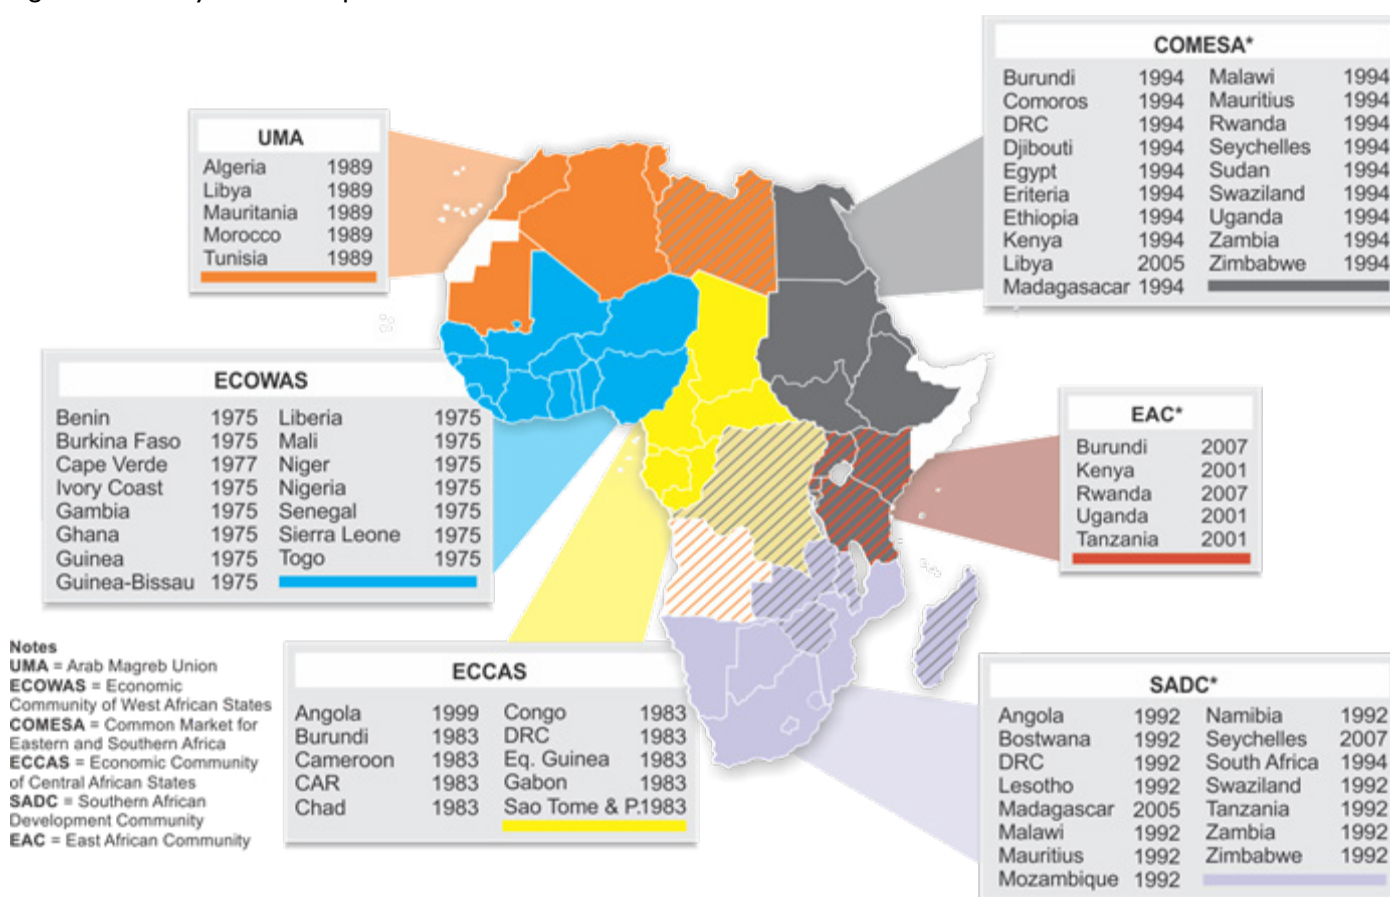 COMESA*
Burundi 1994 Malawi 1994
Comoros 1994 Mauritius 1994
DRC 1994 Rwanda 1994
Djibouti 1994 Seychelles 1994
Egypt 1994 Sudan 1994
Eriteria 1994 Swaziland 1994
Ethiopia 1994 Uganda 1994
Kenya 1994 Zambia 1994
Libya 2005 Zimbabwe 1994
Madagasacar 1994
UMA
Algeria 1989
Libya 1989
Mauritania 1989
Morocco 1989
Tunisia 1989
ECOWAS
Benin 1975 Liberia 1975
Burkina Faso 1975 Mali 1975
Cape Verde 1977 Niger 1975
Ivory Coast 1975 Nigeria 1975
Gambia 1975 Senegal 1975
Ghana 1975 Sierra Leone 1975
Guinea 1975 Togo 1975
Guinea-Bissau 1975
EAC*
Burundi 2007
Kenya 2001
Rwanda 2007
Uganda 2001
Tanzania 2001
Notes
UMA = Arab Magreb Union
ECOWAS = Economic
Community of West African States
COMESA = Common Market for
Eastern and Southern Africa
ECCAS = Economic Community
of Central African States
SADC = Southern African
Development Community
EAC = East African Community
ECCAS
Angola 1999 Congo 1983
Burundi 1983 DRC 1983
Cameroon 1983 Eq. Guinea 1983
CAR 1983 Gabon 1983
Chad 1983 Sao Tome & P.1983
SADC*
Angola 1992 Namibia 1992
Bostwana 1992 Seychelles 2007
DRC 1992 South Africa 1994
Lesotho 1992 Swaziland 1992
Madagascar 2005 Tanzania 1992
Malawi 1992 Zambia 1992
Mauritius 1992 Zimbabwe 1992
Mozambique 1992